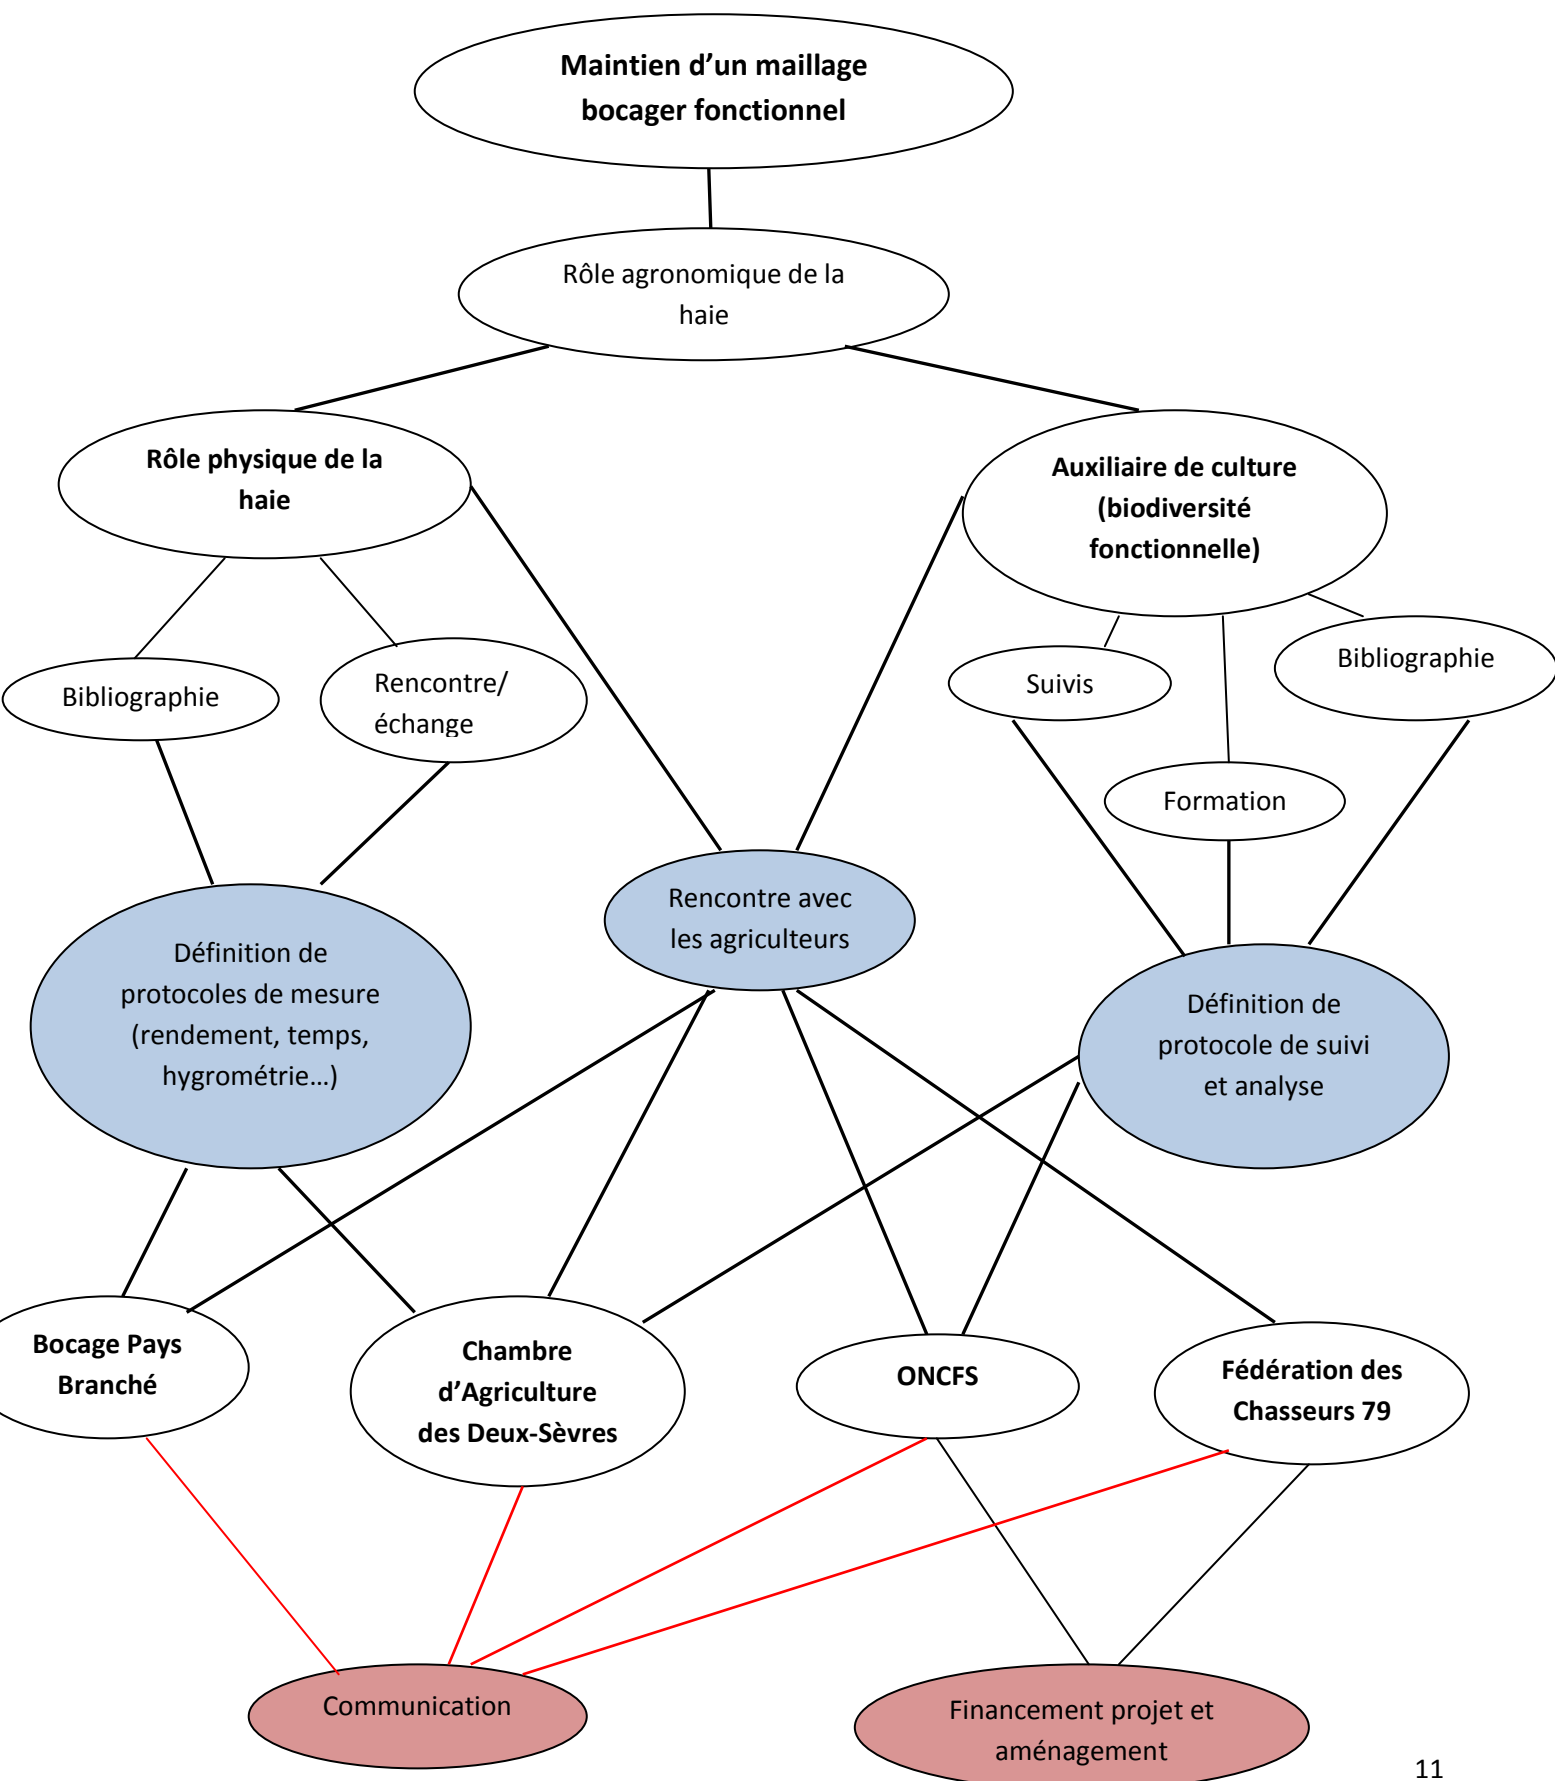 Maintien d’un maillage
bocager fonctionnel
Rôle agronomique de la
haie
Rôle physique de la
haie
Auxiliaire de culture
(biodiversité
fonctionnelle)
Bibliographie
Rencontre/
échange
Suivis
Bibliographie
Formation
Définition de
protocoles de mesure
(rendement, temps,
hygrométrie…)
Rencontre avec
les agriculteurs
Définition de
protocole de suivi
et analyse
Bocage Pays
Branché
Chambre
d’Agriculture
des Deux-Sèvres
ONCFS
Fédération des
Chasseurs 79
Communication
Financement projet et
aménagement
11